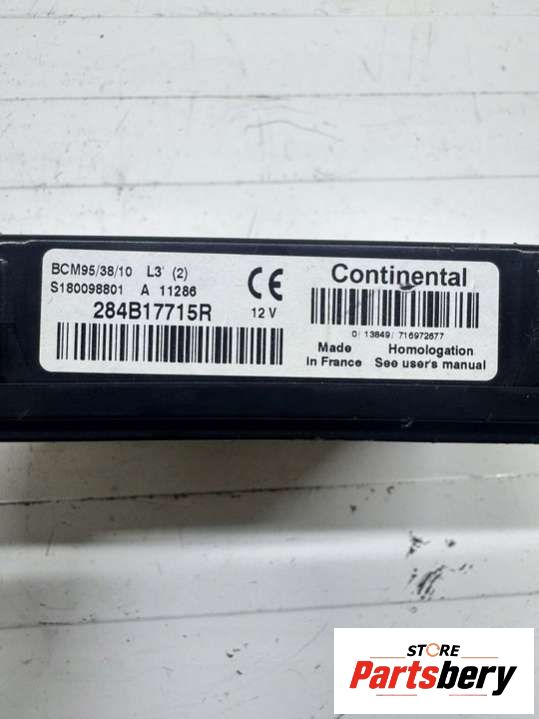 BCM95/38/10 L3 (2)
S180098801 A 11286
284B17715R
CE
12 V
Continental
0/ 13849/ 716972677
Made in France
Homologation
See user's manual
STORE
Partsbery